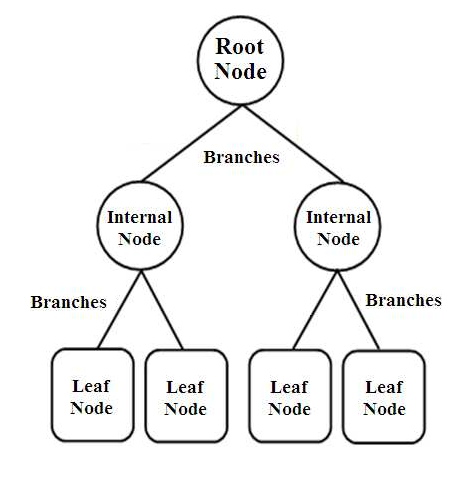 Root
Node
Branches
Internal
Node
Internal
Node
Branches
Branches
Leaf
Node
Leaf
Node
Leaf
Node
Leaf
Node